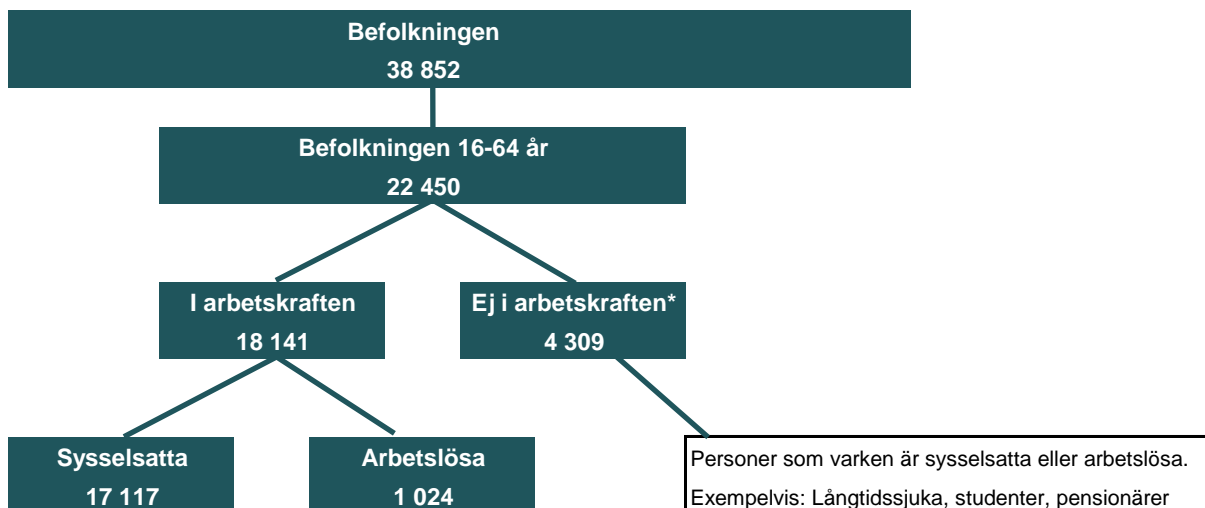 Befolkningen
38 852
Befolkningen 16-64 år
22 450
I arbetskraften
18 141
Ej i arbetskraften*
4 309
Sysselsatta
17 117
Arbetslösa
1 024
Personer som varken är sysselsatta eller arbetslösa.
Exempelvis: Långtidssjuka, studenter, pensionärer